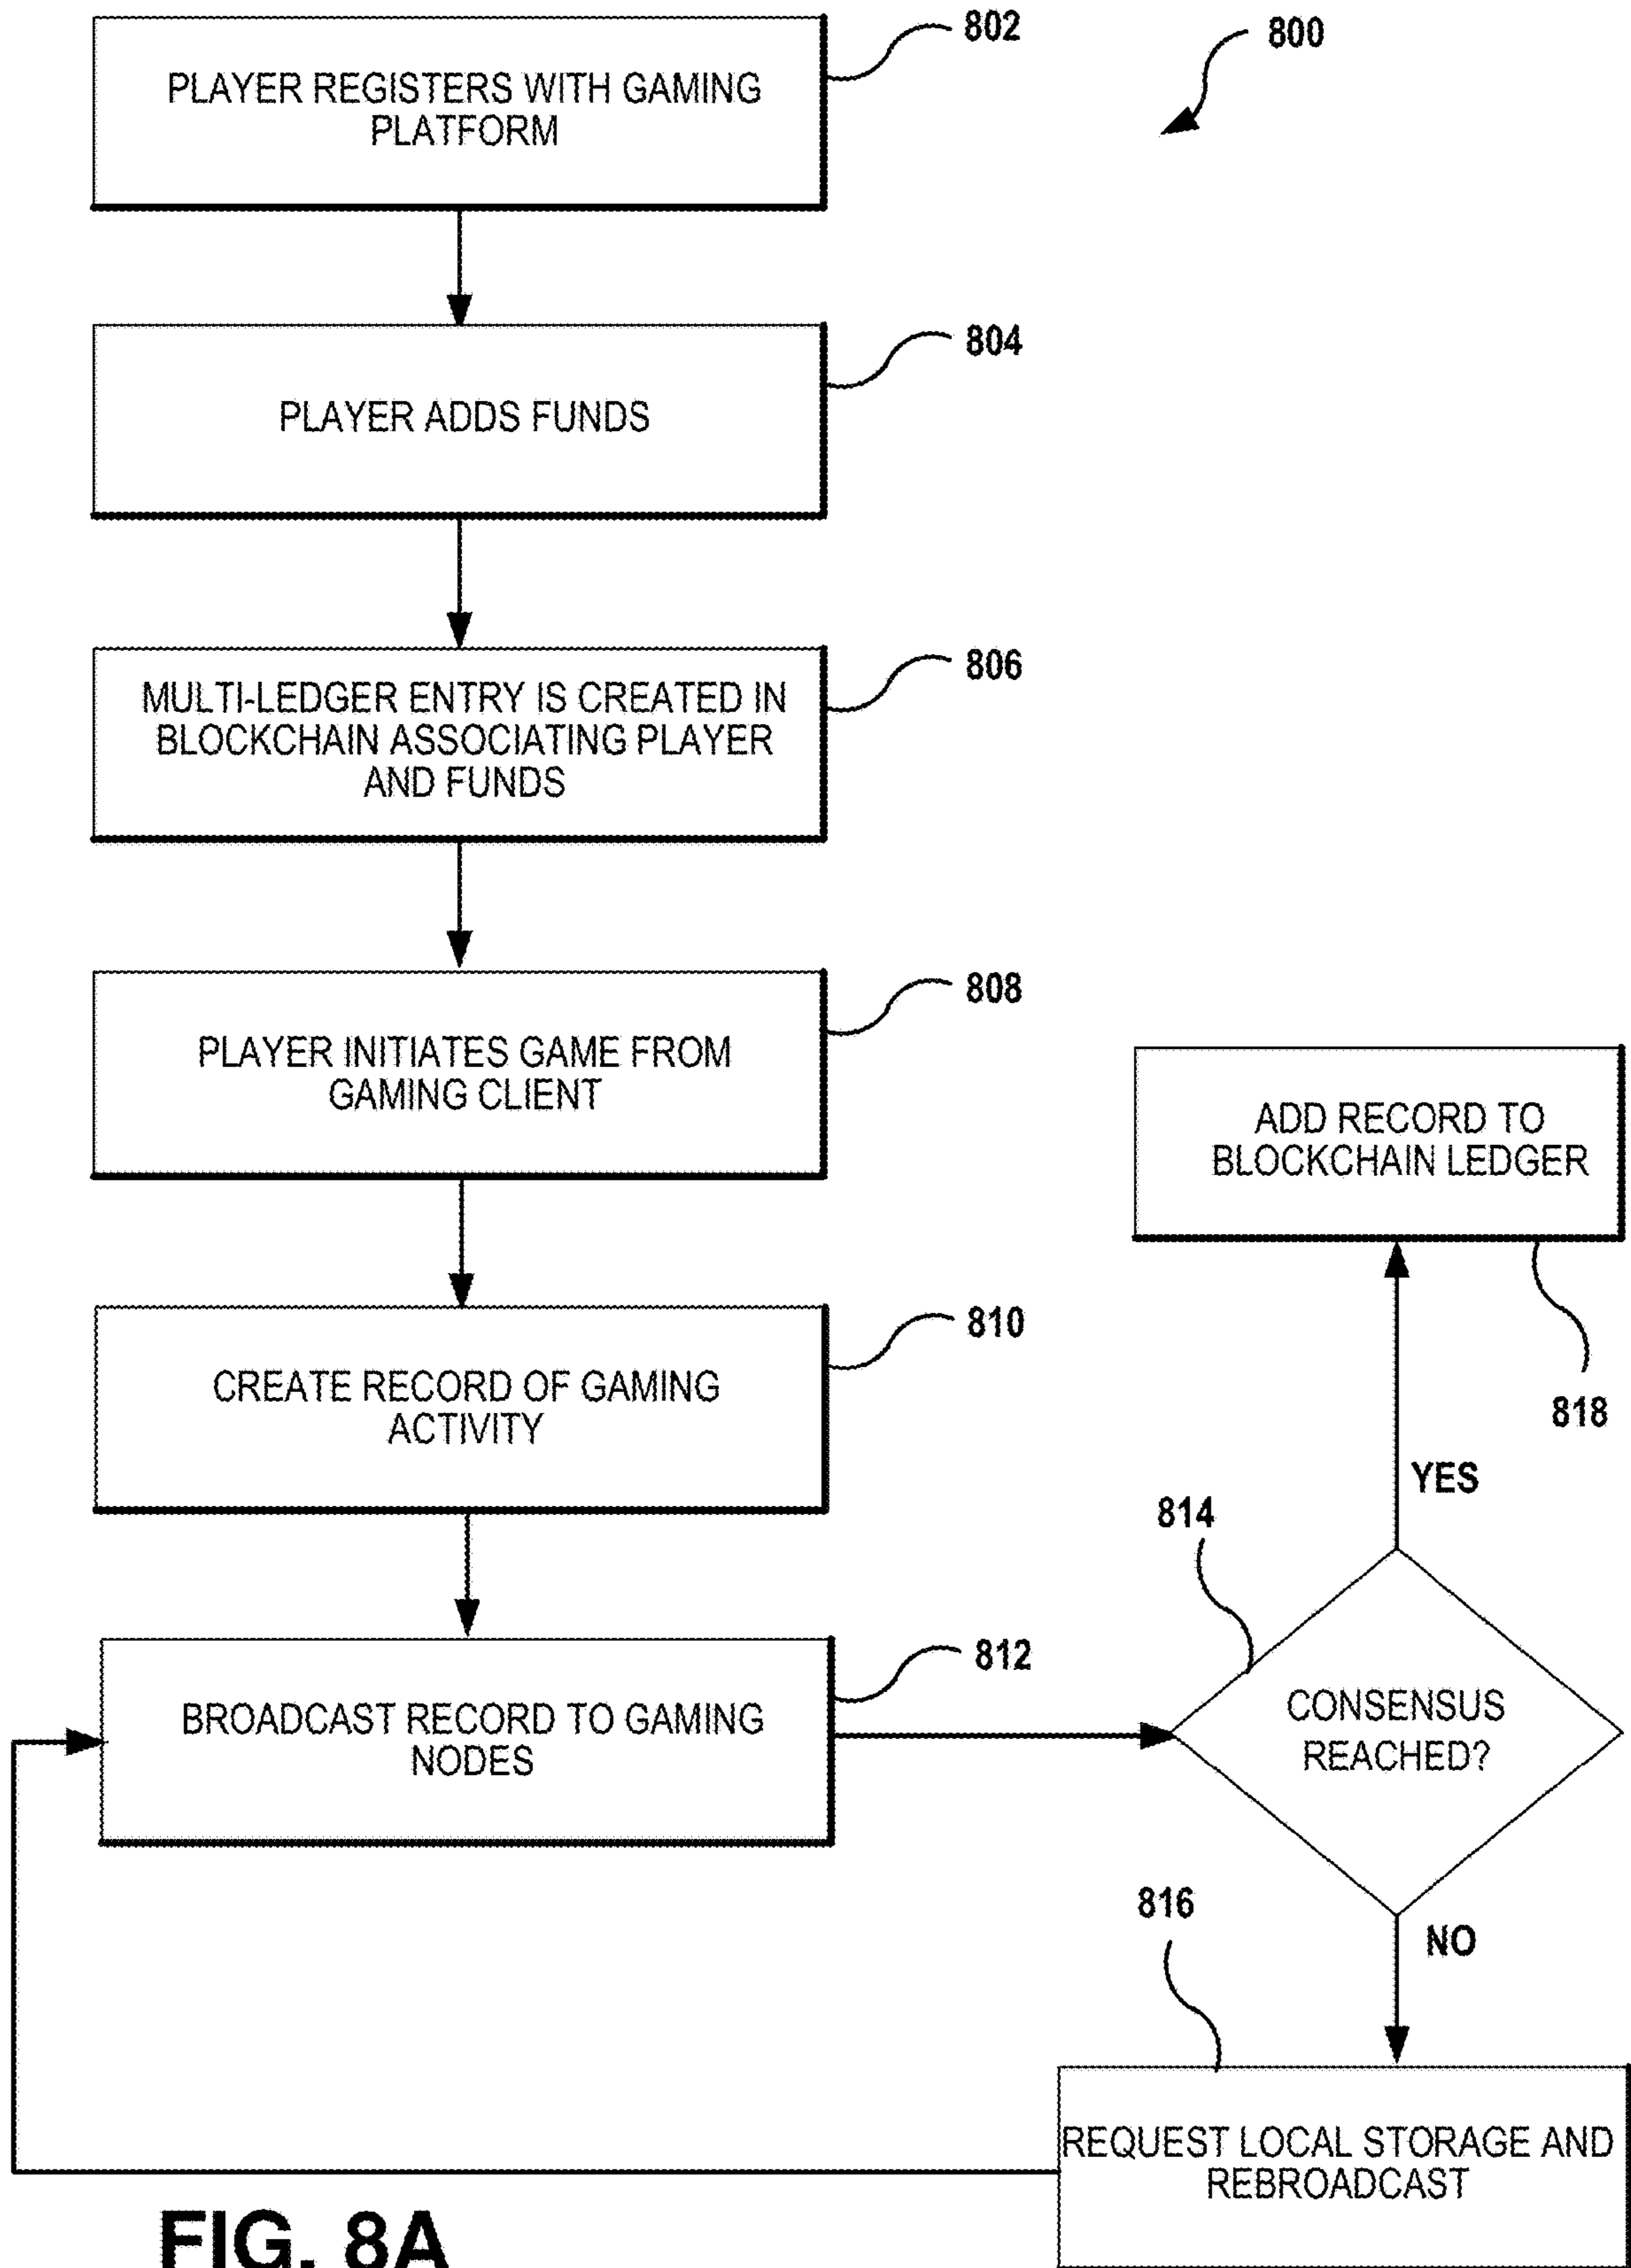 802
800
PLAYER REGISTERS WITH GAMING
PLATFORM
804
PLAYER ADDS FUNDS
806
MULTI-LEDGER ENTRY IS CREATED IN
BLOCKCHAIN ASSOCIATING PLAYER
AND FUNDS
808
PLAYER INITIATES GAME FROM
GAMING CLIENT
ADD RECORD TO
BLOCKCHAIN LEDGER
810
CREATE RECORD OF GAMING
ACTIVITY
818
YES
814
812
BROADCAST RECORD TO GAMING
NODES
CONSENSUS
REACHED?
816
NO
REQUEST LOCAL STORAGE AND
REBROADCAST
FIG. 8A